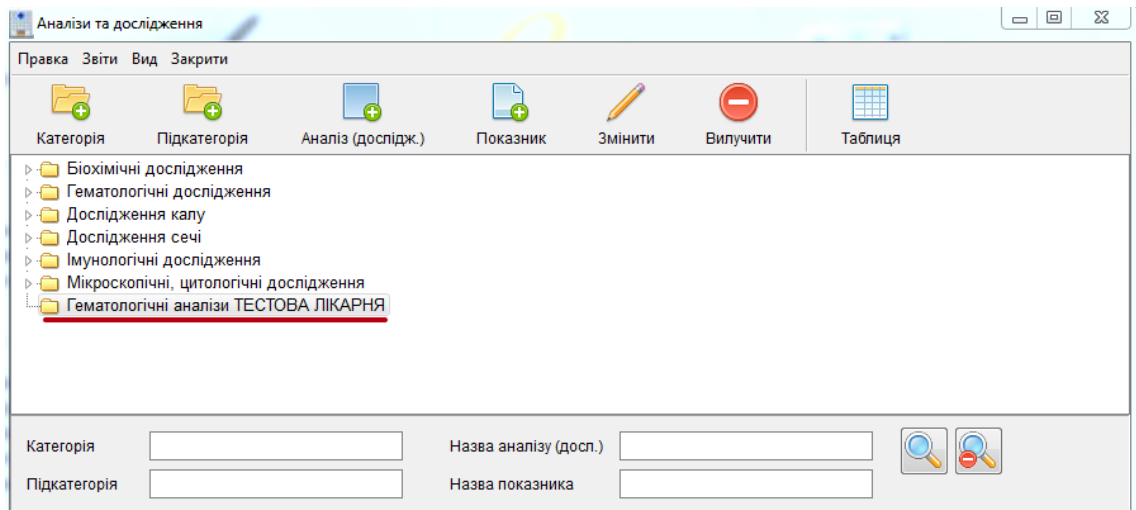 Аналізи та дослідження
Правка Звіти Вид Закрити
Категорія Підкатегорія Аналіз (дослідж.) Показник Змінити Вилучити Таблиця
Біохімічні дослідження
Гематологічні дослідження
Дослідження калу
Дослідження сечі
Імунологічні дослідження
Мікроскопічні, цитологічні дослідження
Гематологічні аналізи ТЕСТОВА ЛІКАРНЯ
Категорія Назва аналізу (досл.)
Підкатегорія Назва показника